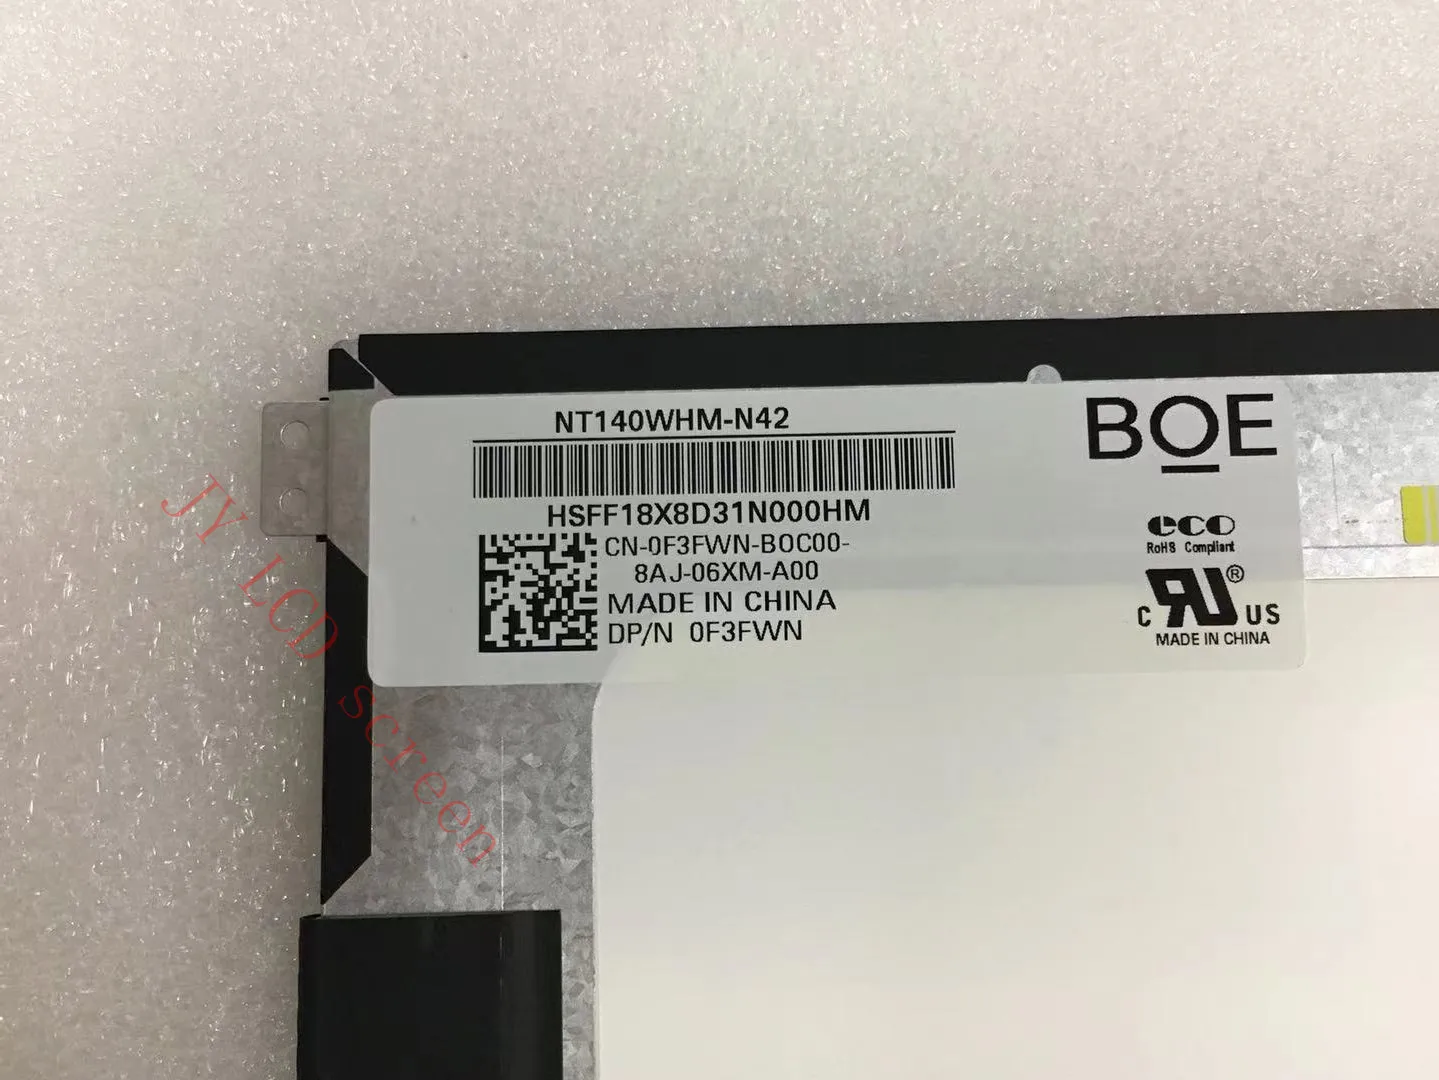 NT140WHM-N42
BOE
HSFF18X8D31N000HM
CN-0F3FWN-BOC00-
8AJ-06XM-A00
MADE IN CHINA
DP/N 0F3FWN
eco
RoHS Compliant
C RU ® US
MADE IN CHINA
JY LCD screen